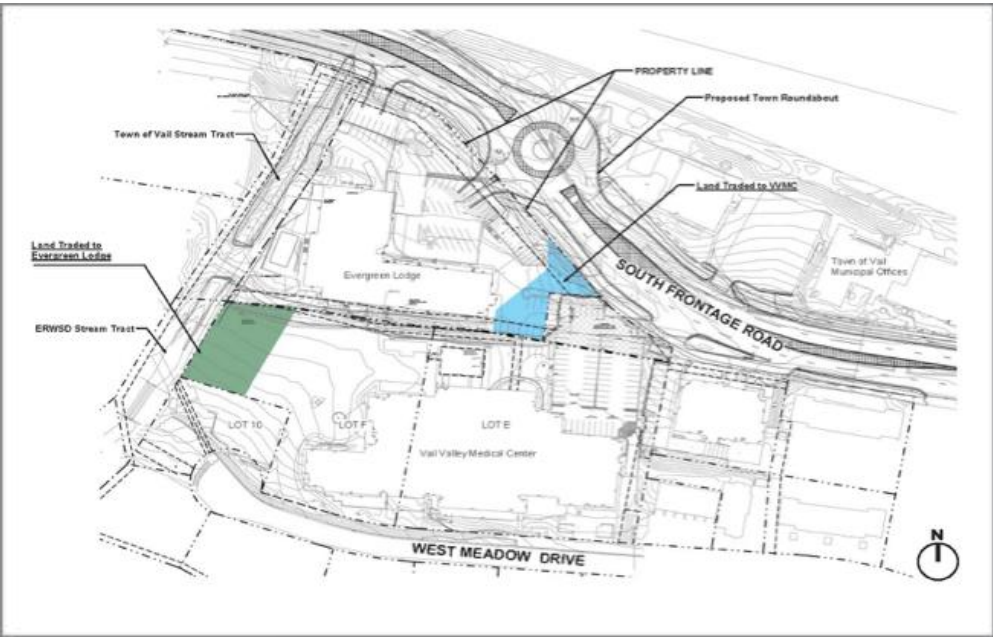 PROPERTY LINE
Proposed Town Roundabout
Town of Vail Stream Tract
Land Traded to VVMC
Land Traded to
Evergreen Lodge
Evergreen Lodge
Town of Vail
Municipal Offices
SOUTH FRONTAGE ROAD
ERWSD Stream Tract
LOT 10
LOT F
LOT E
Vail Valley Medical Center
WEST MEADOW DRIVE
N